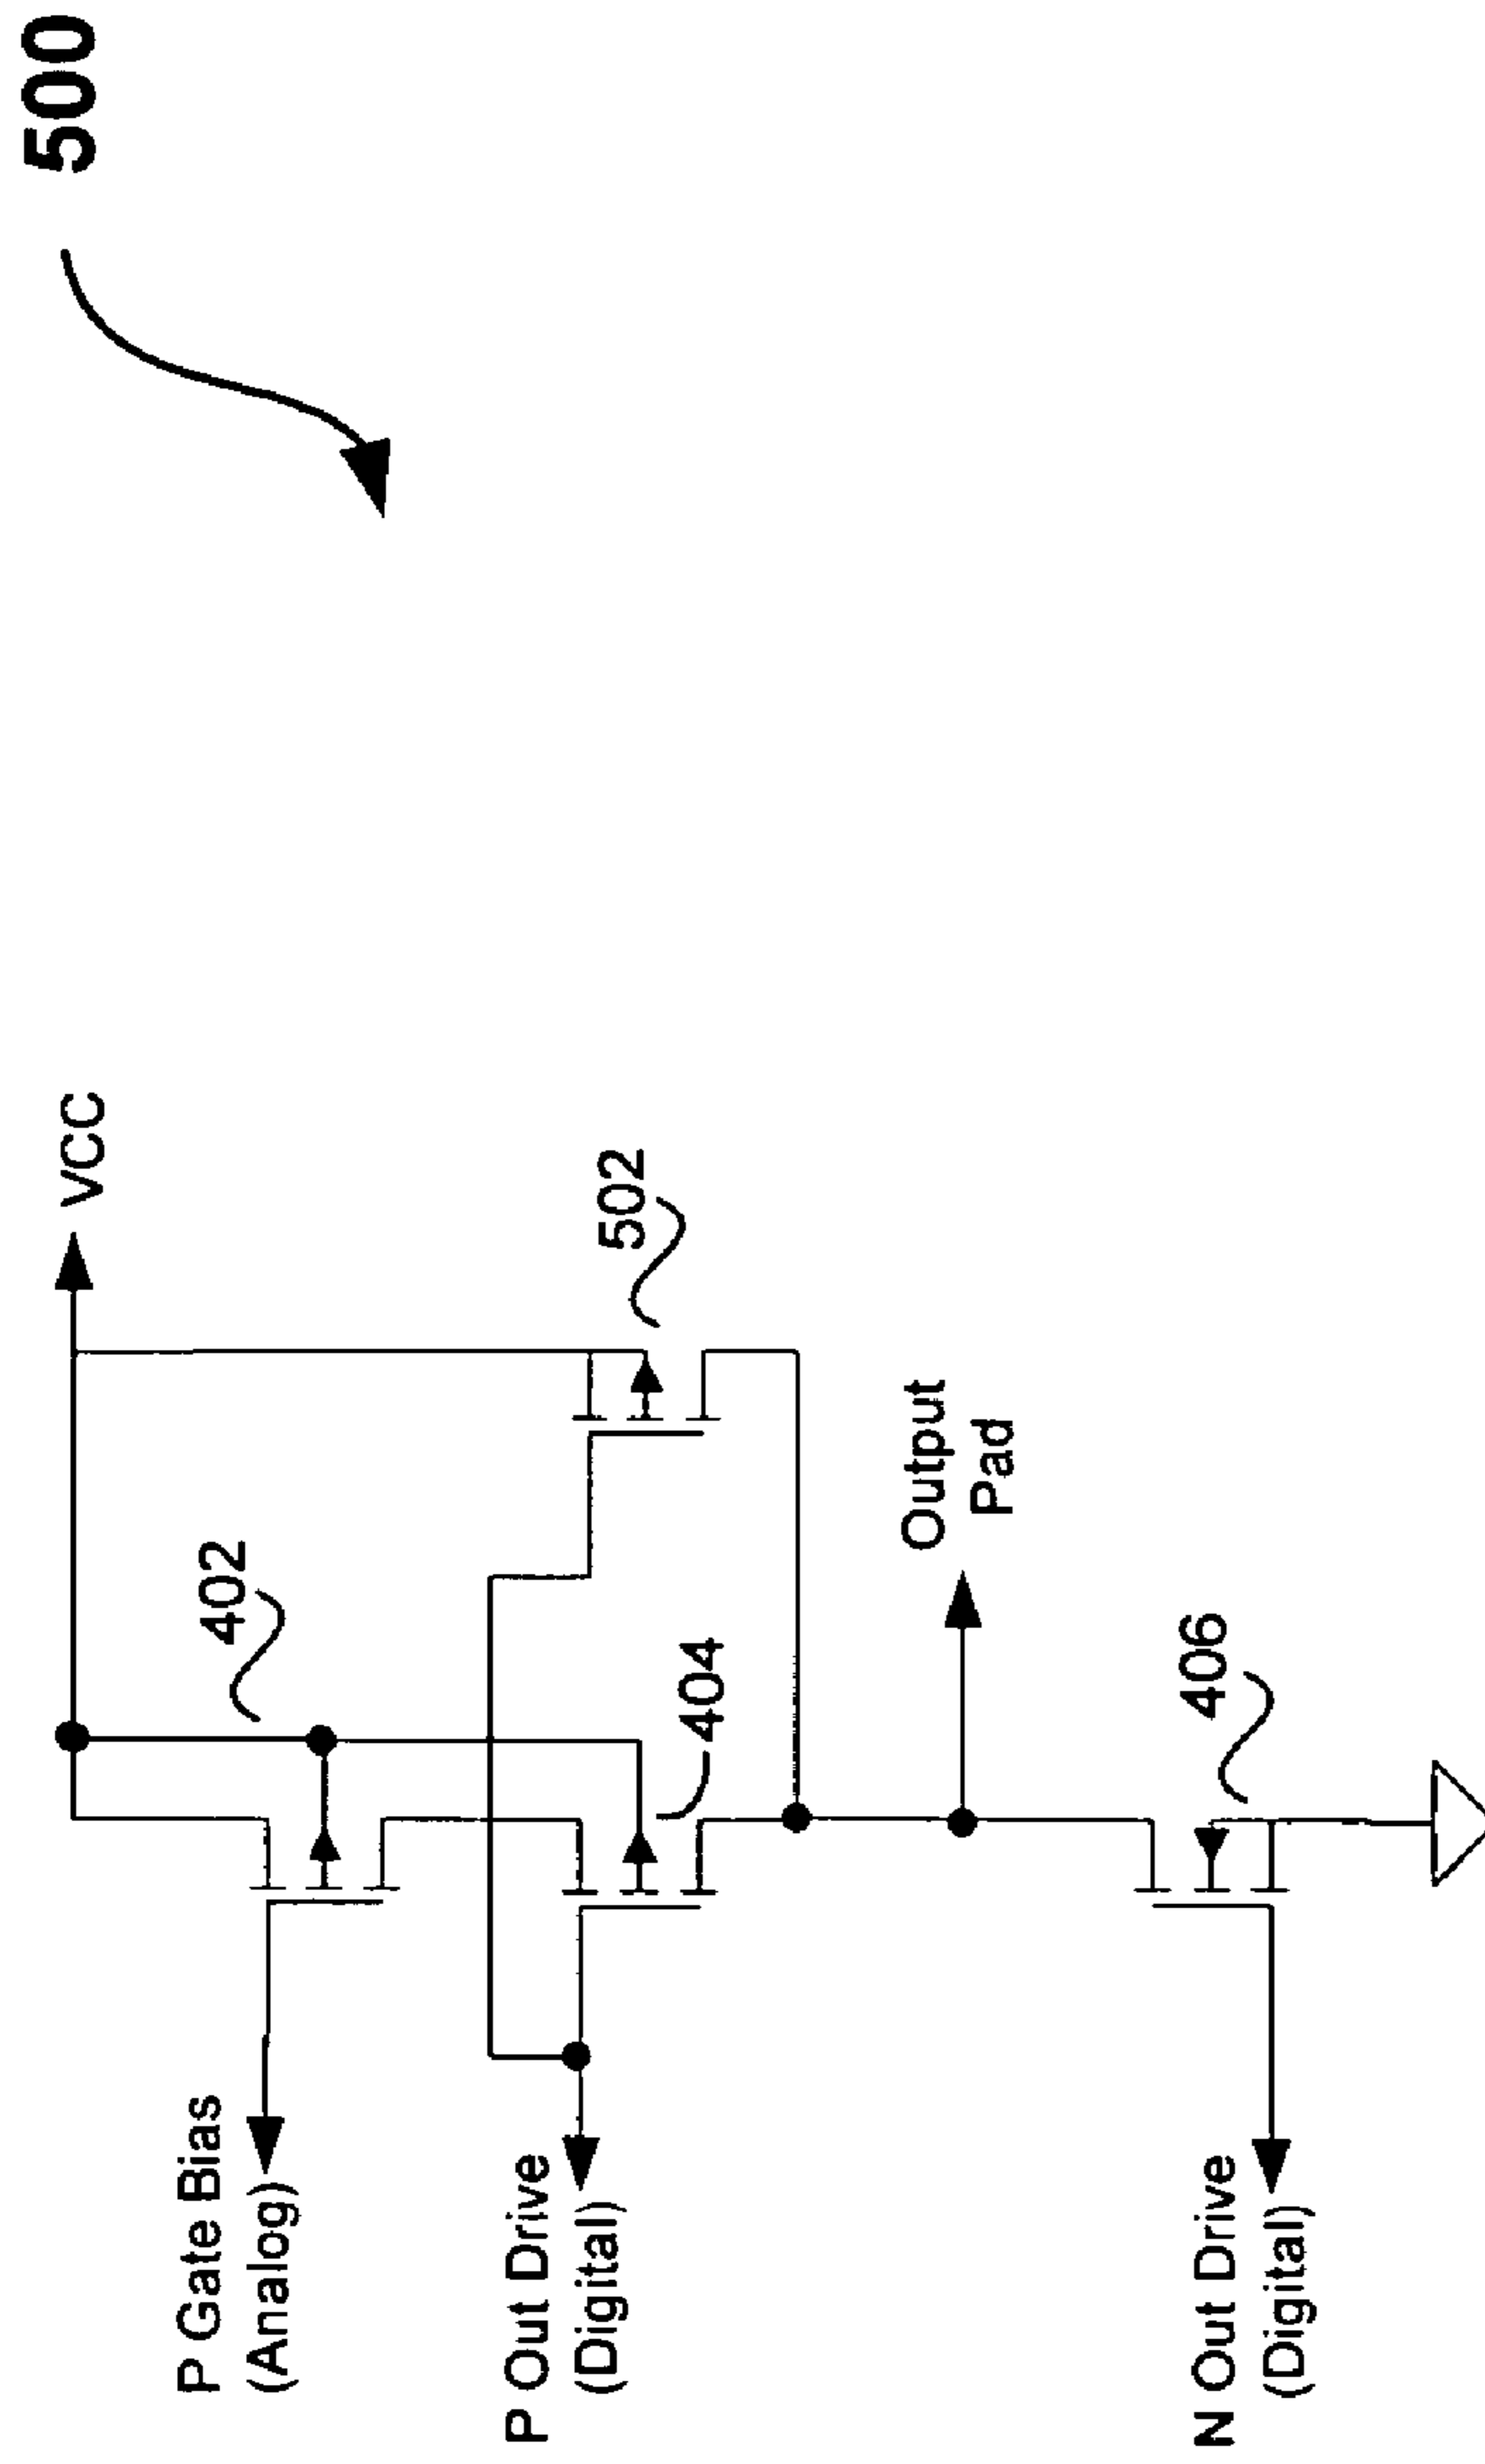 500
VCC
502
402
404
Output
Pad
406
P Gate Bias
(Analog)
P Out Drive
(Digital)
N Out Drive
(Digital)